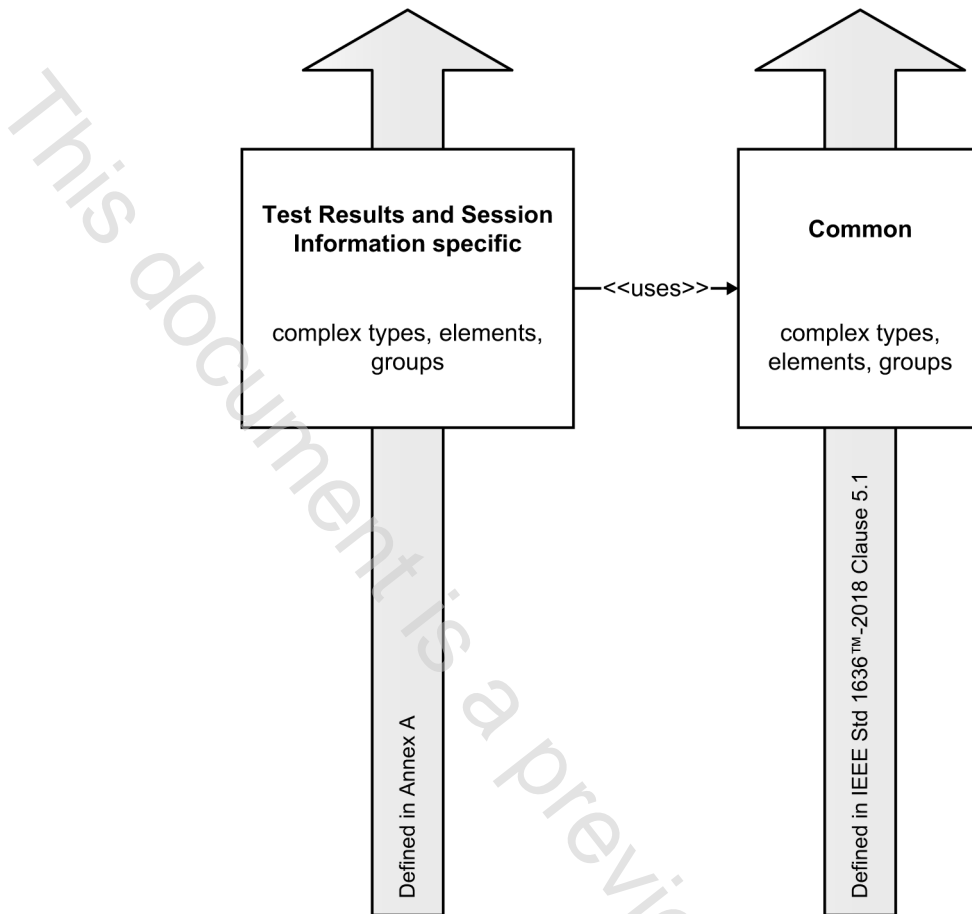 Test Results and Session
Information specific
complex types, elements,
groups
<<uses>>
Common
complex types,
elements, groups
Defined in Annex A
Defined in IEEE Std 1636™-2018 Clause 5.1
This document is a preview